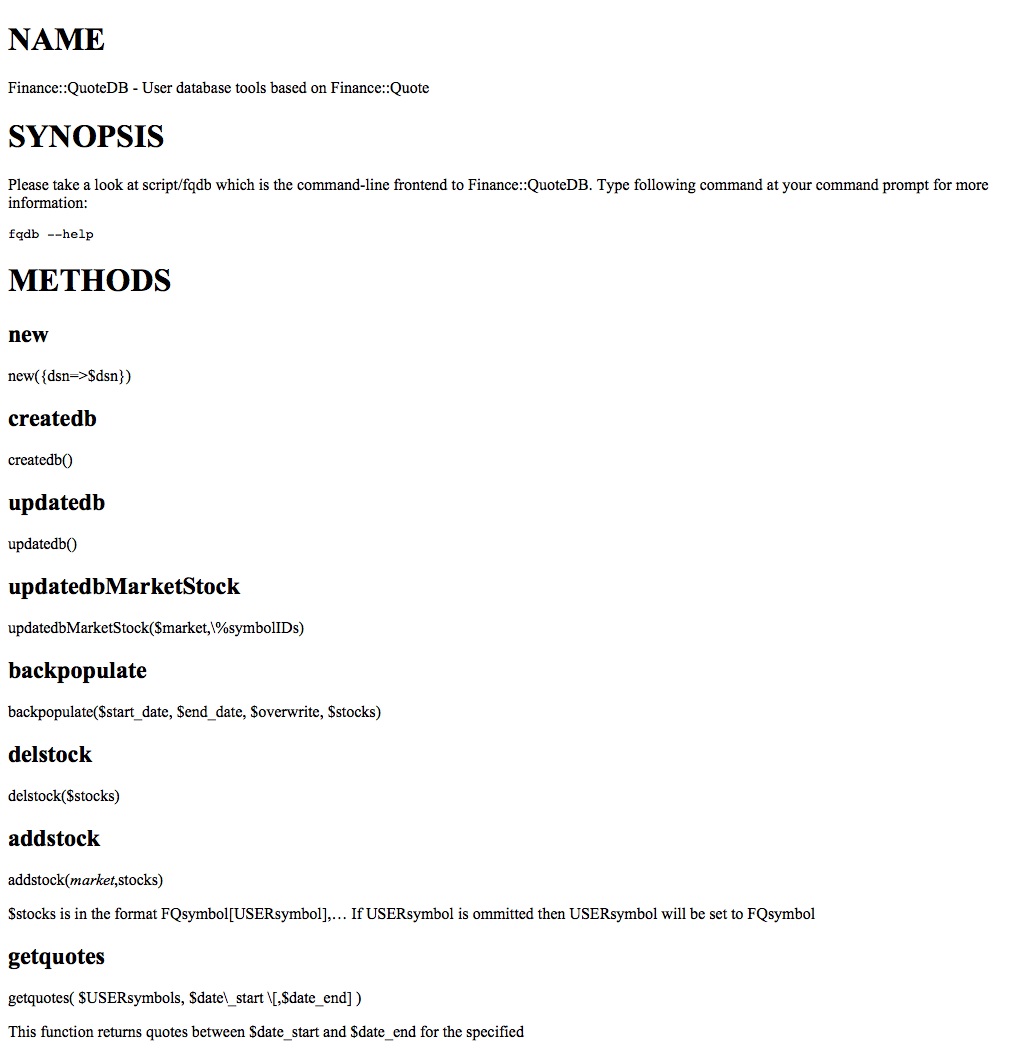 NAME
Finance::QuoteDB - User database tools based on Finance::Quote
SYNOPSIS
Please take a look at script/fqdb which is the command-line frontend to Finance::QuoteDB. Type following command at your command prompt for more
information:
fqdb --help
METHODS
new
new({dsn=>$dsn})
createdb
createdb()
updatedb
updatedb()
updatedbMarketStock
updatedbMarketStock($market,\%symbolIDs)
backpopulate
backpopulate($start_date, $end_date, $overwrite, $stocks)
delstock
delstock($stocks)
addstock
addstock(market,stocks)
$stocks is in the format FQsymbol[USERsymbol],… If USERsymbol is ommitted then USERsymbol will be set to FQsymbol
getquotes
getquotes( $USERsymbols, $date\_start \[,$date_end] )
This function returns quotes between $date_start and $date_end for the specified